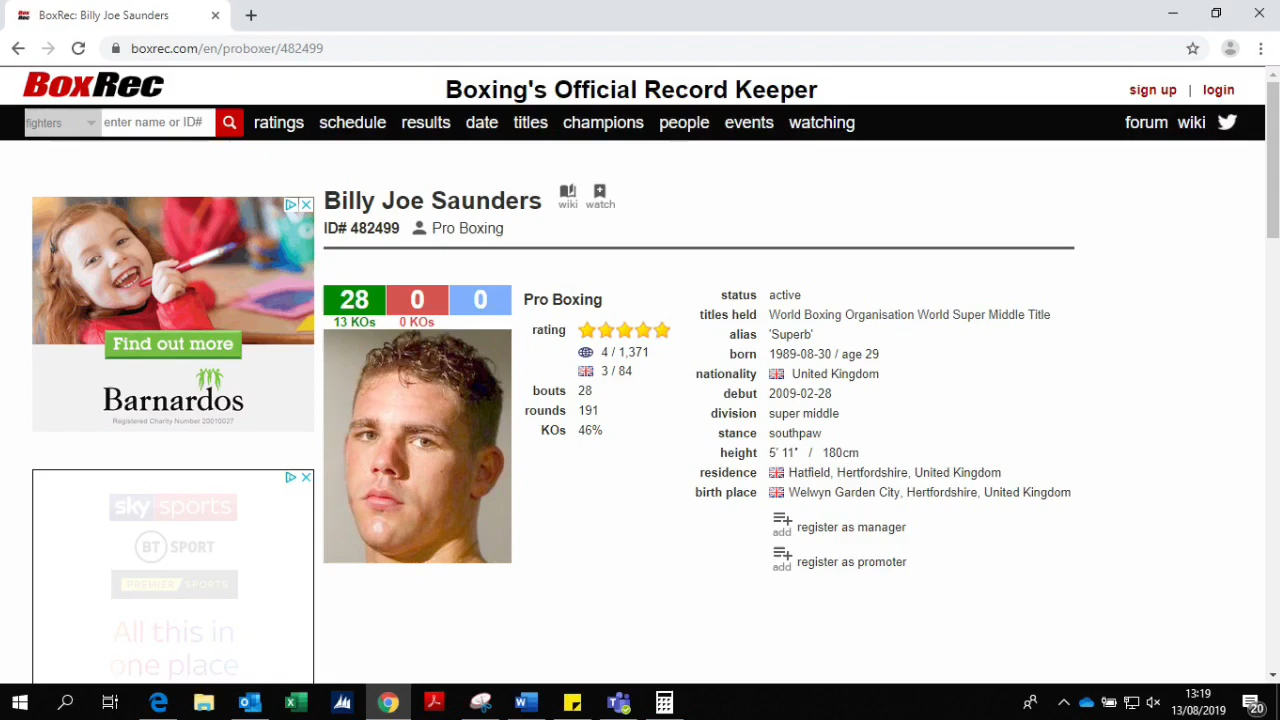 BoxRec: Billy Joe Saunders
boxrec.com/en/proboxer/482499
BoxRec
Boxing's Official Record Keeper
sign up | login
fighters
enter name or ID#
ratings schedule results date titles champions people events watching
forum wiki
Billy Joe Saunders
wiki watch
ID# 482499 Pro Boxing
Find out more
Barnardos
Registered Charity Number 20010027
28 0 0
13 KOs 0 KOs
Pro Boxing
rating
4 / 1,371
3 / 84
bouts 28
rounds 191
KOs 46%
status active
titles held World Boxing Organisation World Super Middle Title
alias 'Superb'
born 1989-08-30 / age 29
nationality United Kingdom
debut 2009-02-28
division super middle
stance southpaw
height 5′ 11″ / 180cm
residence Hatfield, Hertfordshire, United Kingdom
birth place Welwyn Garden City, Hertfordshire, United Kingdom
add register as manager
add register as promoter
sky sports
BT SPORT
PREMIER SPORTS
All this in
one place
13:19
13/08/2019
20